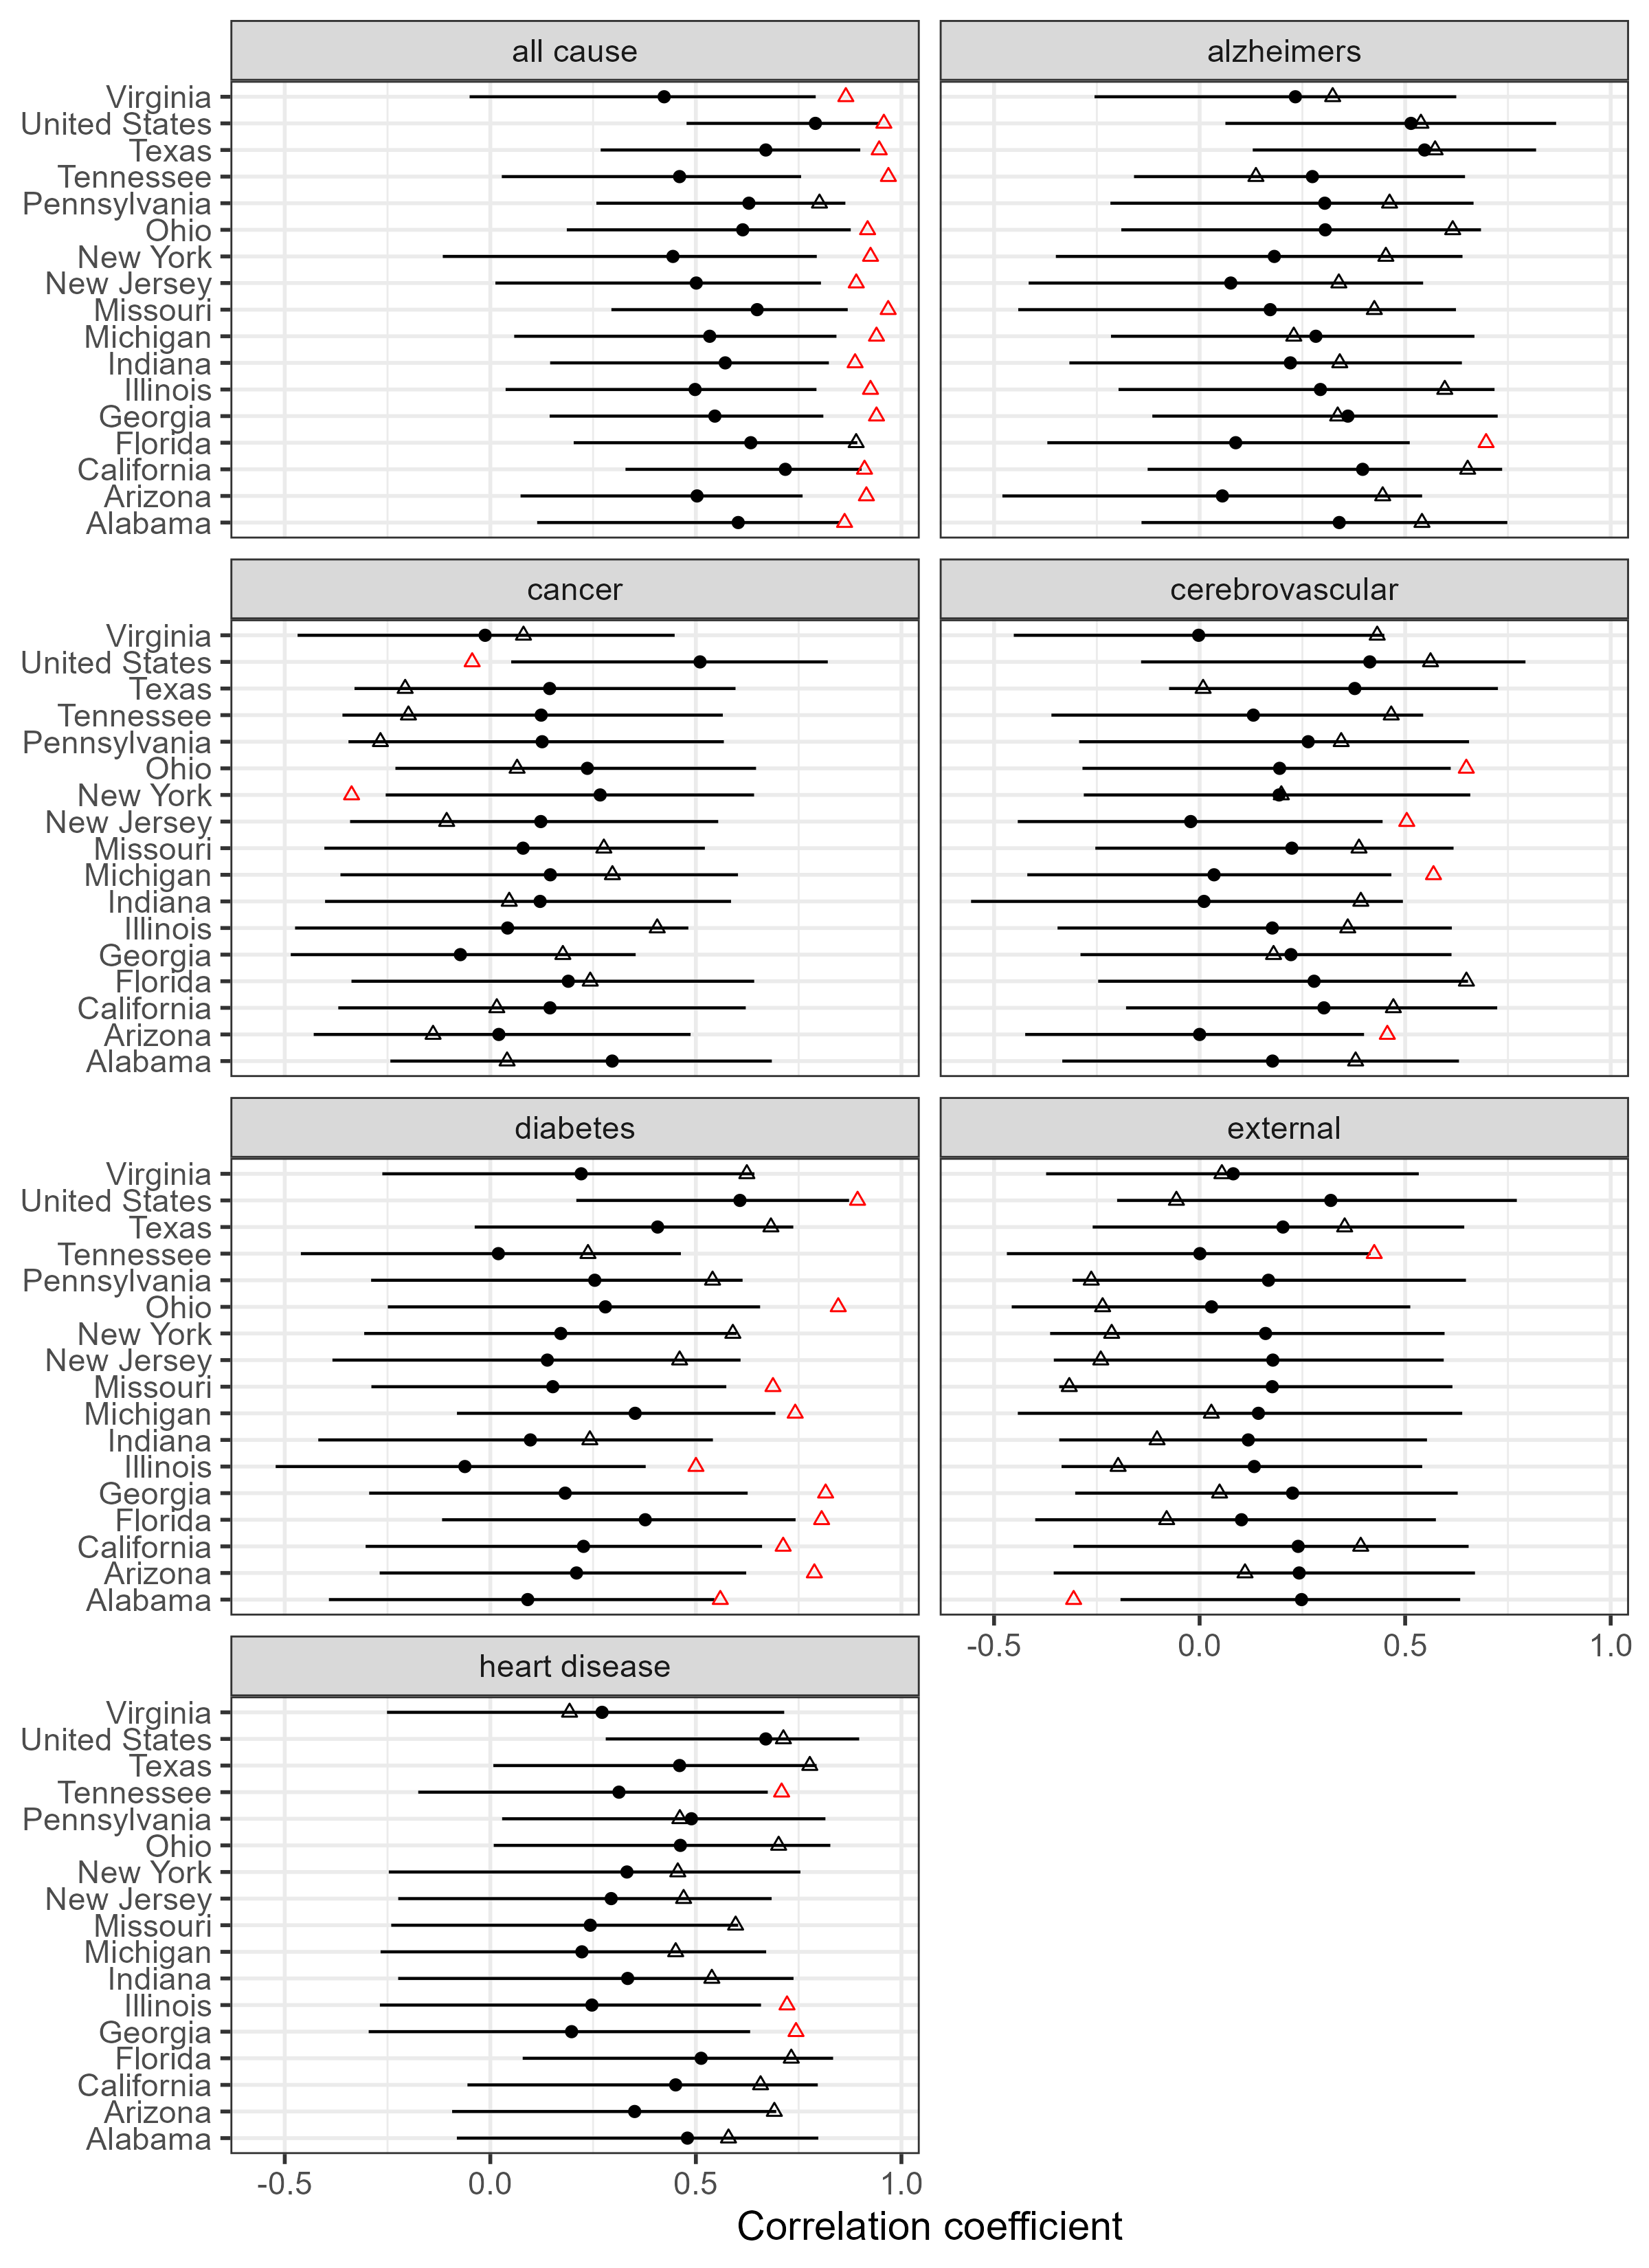 all cause
alzheimers
Virginia
United States
Texas
Tennessee
Pennsylvania
Ohio
New York
New Jersey
Missouri
Michigan
Indiana
Illinois
Georgia
Florida
California
Arizona
Alabama
cancer
cerebrovascular
Virginia
United States
Texas
Tennessee
Pennsylvania
Ohio
New York
New Jersey
Missouri
Michigan
Indiana
Illinois
Georgia
Florida
California
Arizona
Alabama
diabetes
external
Virginia
United States
Texas
Tennessee
Pennsylvania
Ohio
New York
New Jersey
Missouri
Michigan
Indiana
Illinois
Georgia
Florida
California
Arizona
Alabama
-0.5 0.0 0.5 1.0
heart disease
Virginia
United States
Texas
Tennessee
Pennsylvania
Ohio
New York
New Jersey
Missouri
Michigan
Indiana
Illinois
Georgia
Florida
California
Arizona
Alabama
-0.5 0.0 0.5 1.0
Correlation coefficient